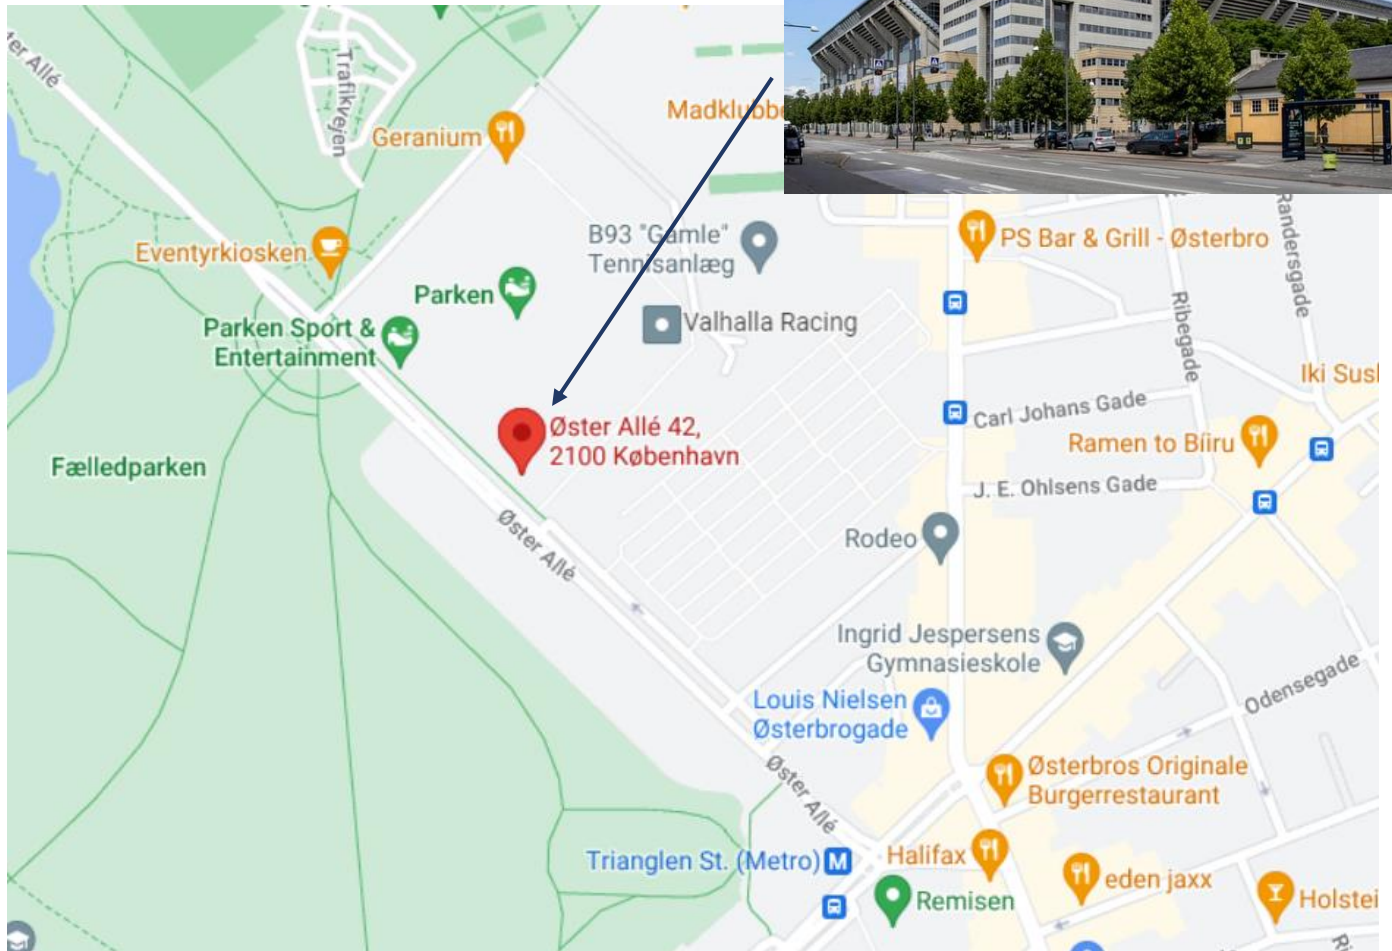 ter Allé
Trafikvejen
Geranium
Madklubbe
Eventyrkiosken
B93 "Gamle"
Tennisanlæg
PS Bar & Grill - Østerbro
Randersgade
Parken
Ribegade
Parken Sport &
Entertainment
Valhalla Racing
Iki Sus
Carl Johans Gade
Øster Allé 42,
2100 København
Ramen to Bíiru
Fælledparken
J. E. Ohlsens Gade
Øster Allé
Rodeo
Ingrid Jespersens
Gymnasieskole
Odensegade
Louis Nielsen
Østerbrogade
Øster Allé
Østerbros Originale
Burgerrestaurant
Trianglen St. (Metro) M
Halifax
eden jaxx
Remisen
Holstei